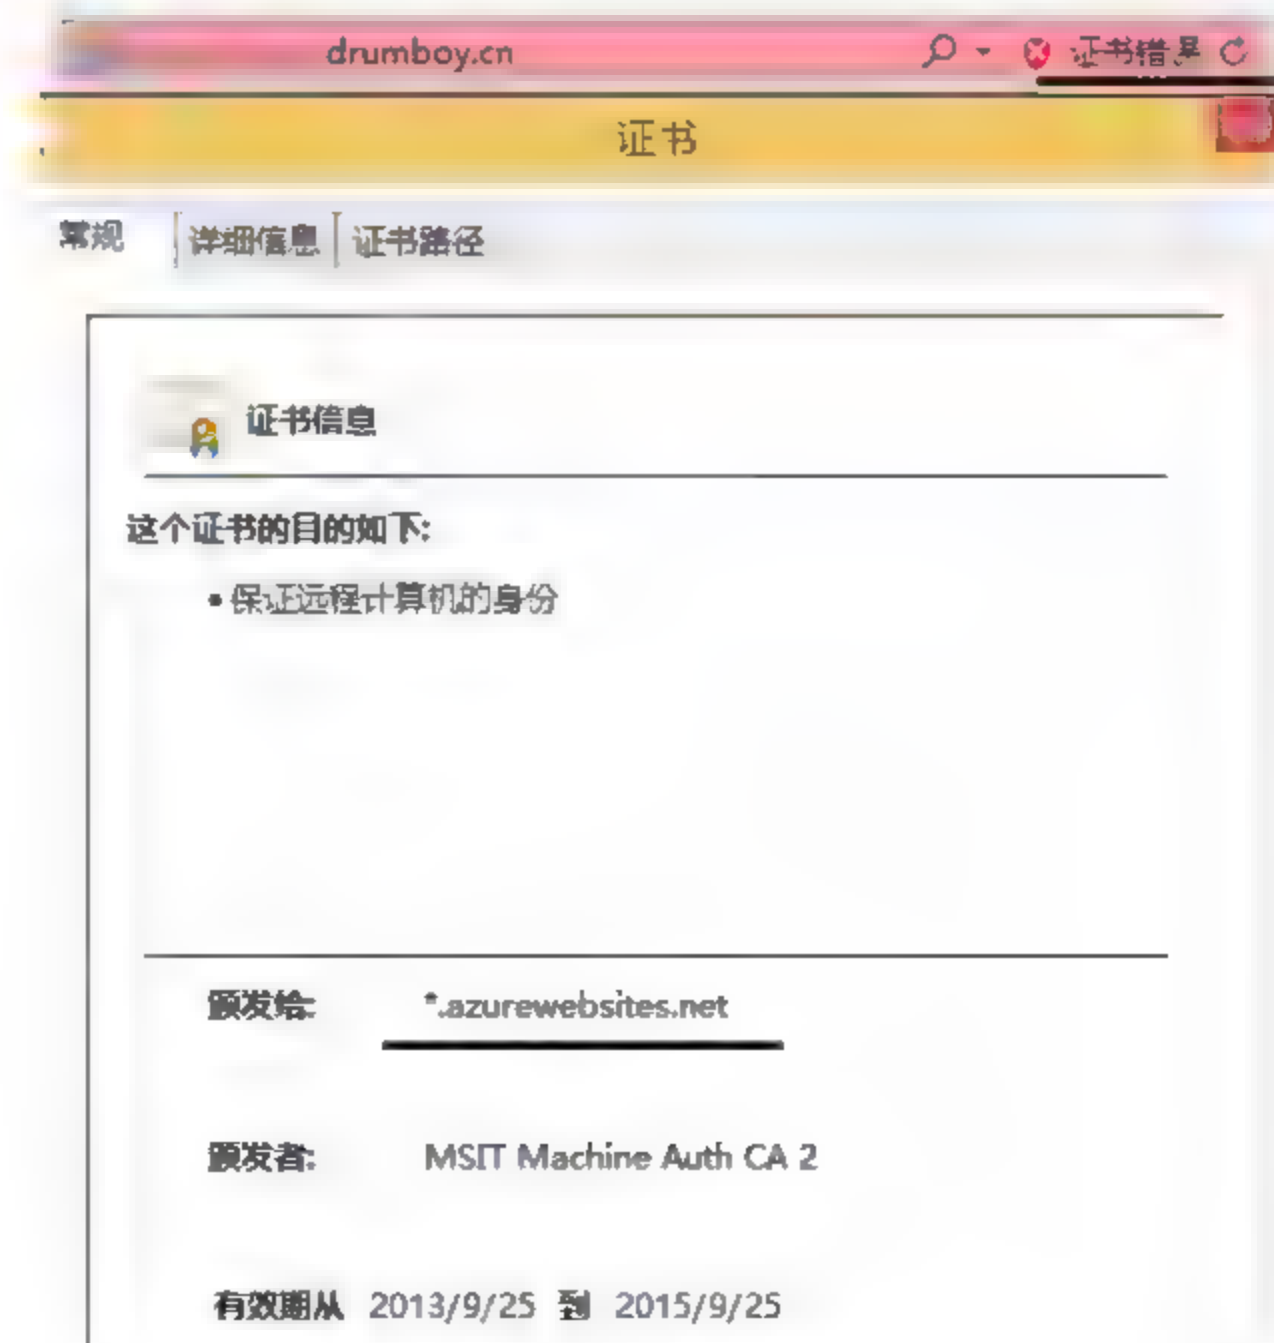 drumboy.cn 证书错误
证书
常规 详细信息 证书路径
证书信息
这个证书的目的如下:
• 保证远程计算机的身份
颁发给: *.azurewebsites.net
颁发者: MSIT Machine Auth CA 2
有效期从 2013/9/25 到 2015/9/25